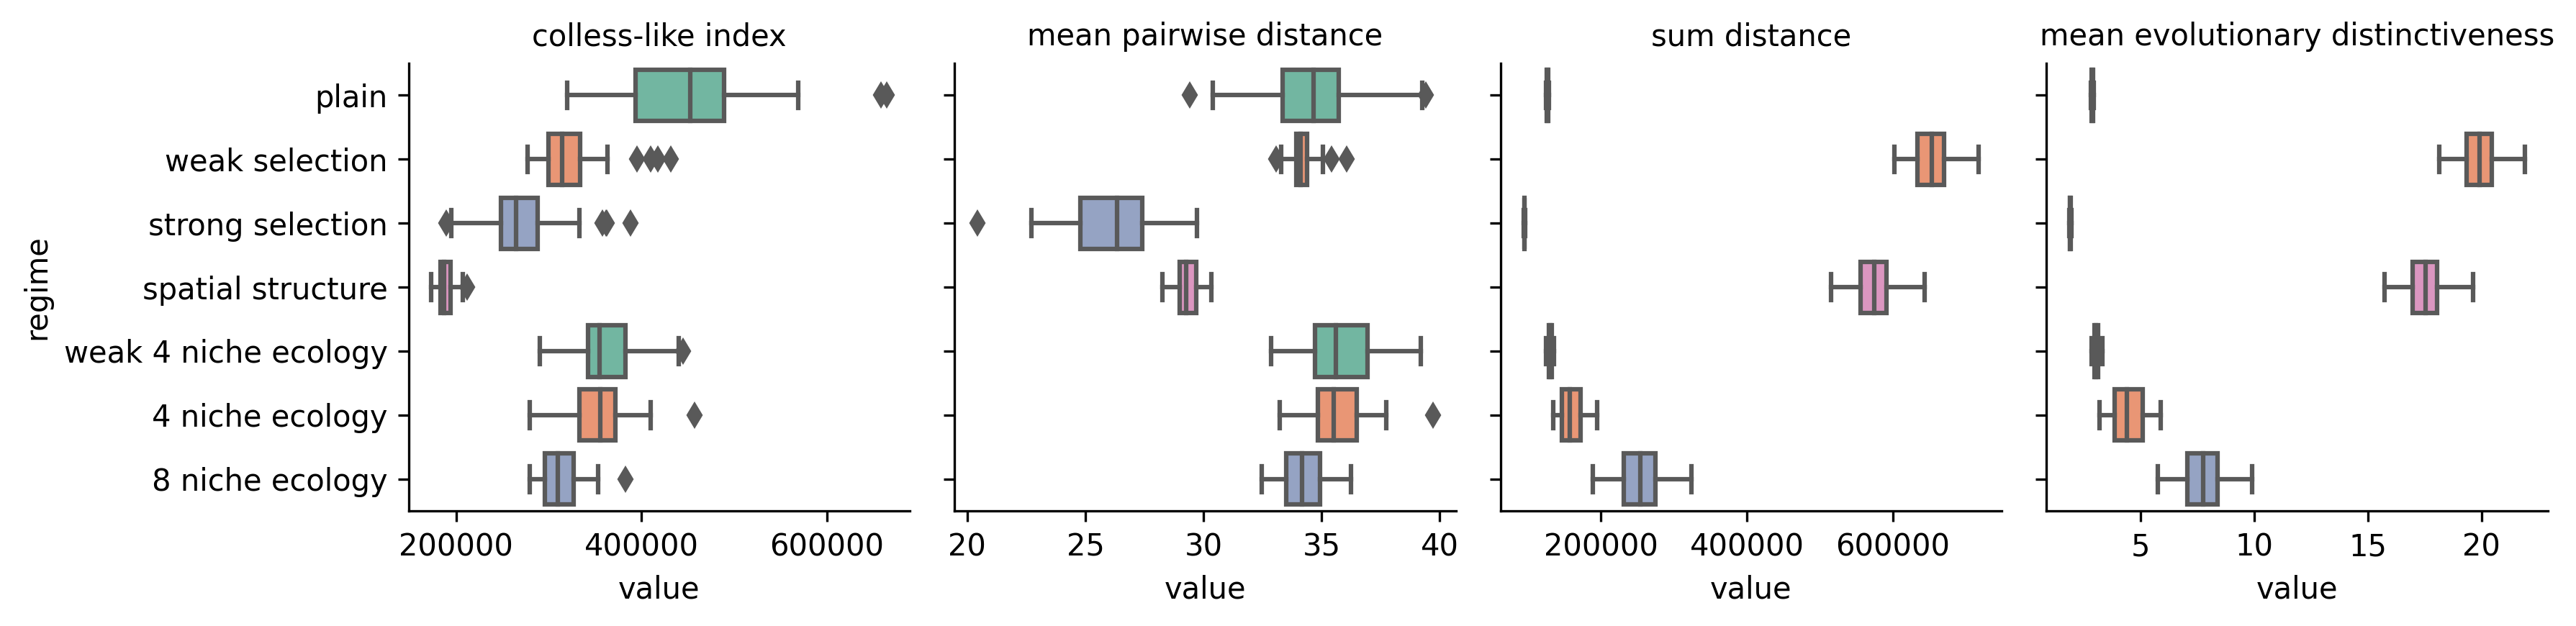 colless-like index
mean pairwise distance
sum distance
mean evolutionary distinctiveness
regime
plain
weak selection
strong selection
spatial structure
weak 4 niche ecology
4 niche ecology
8 niche ecology
200000 400000 600000
value
20 25 30 35 40
value
200000 400000 600000
value
5 10 15 20
value